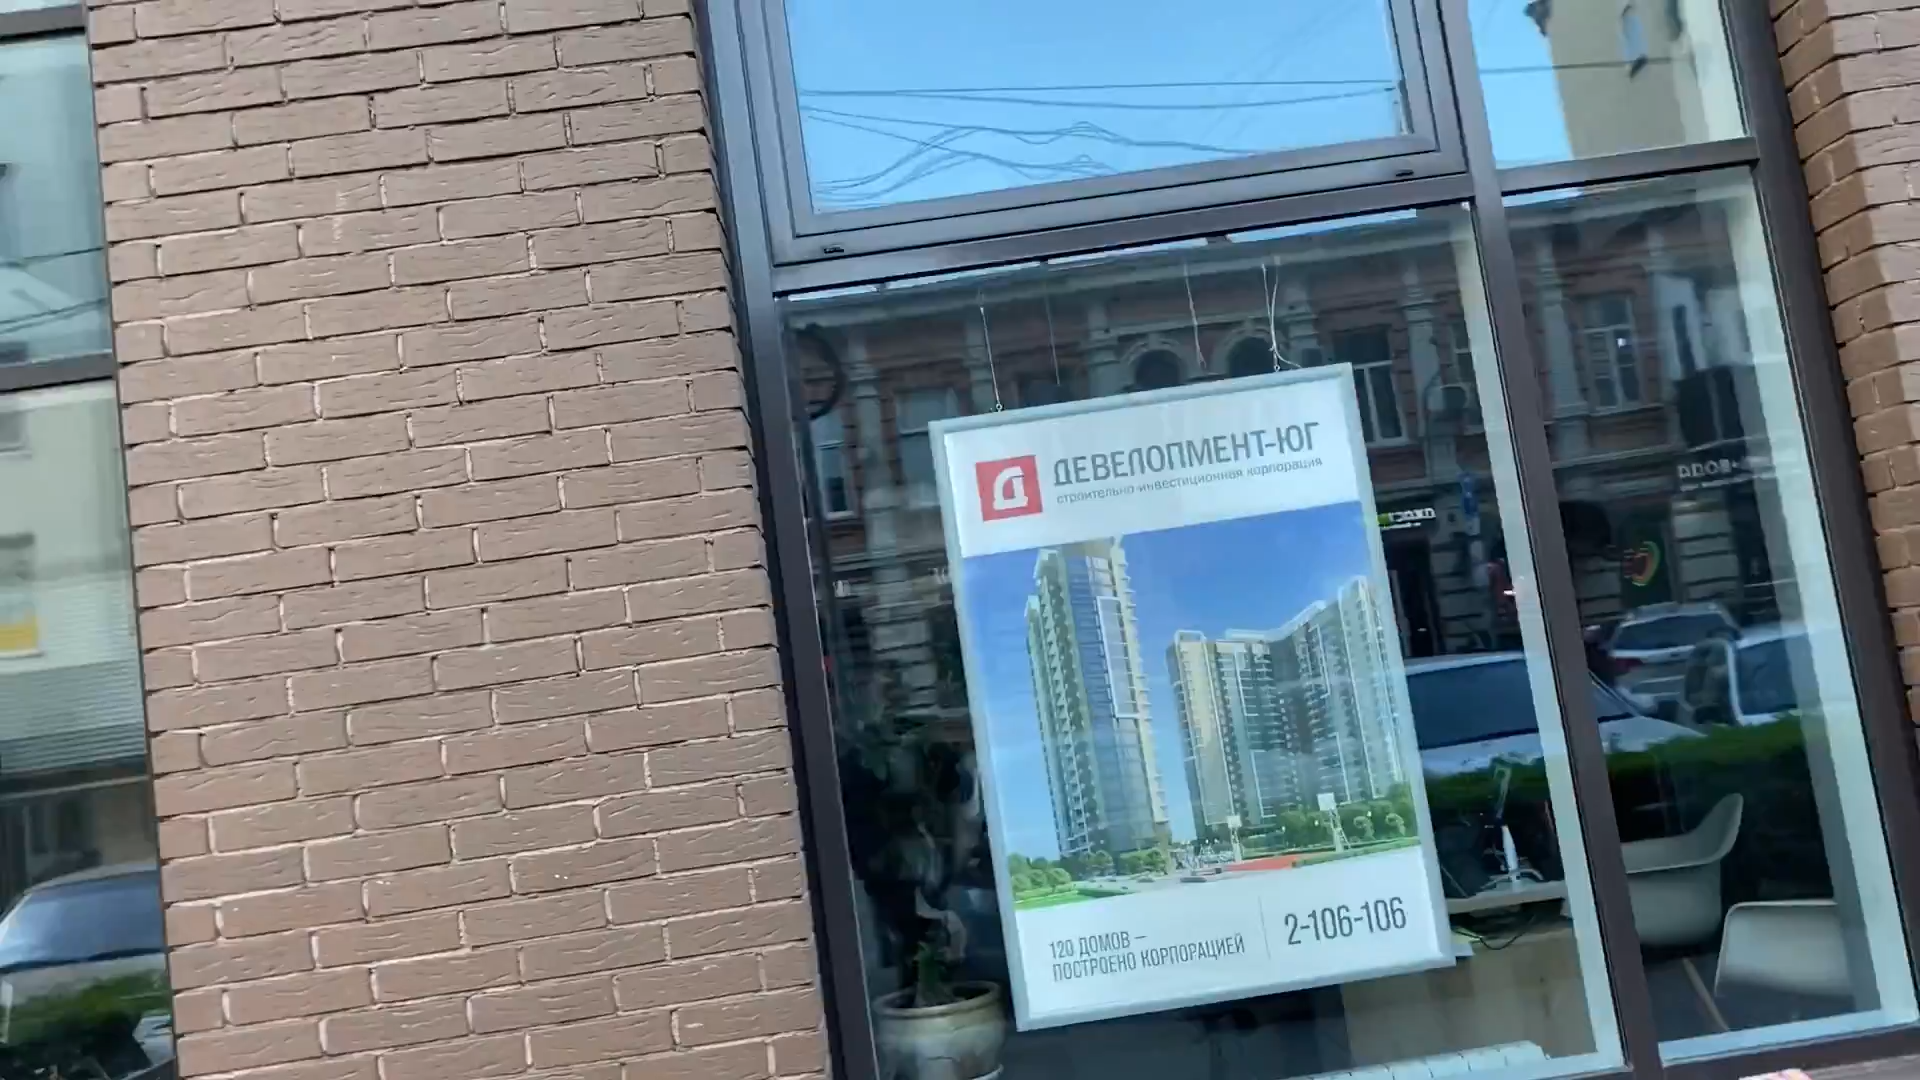 ДЕВЕЛОПМЕНТ-ЮГ
строительно-инвестиционная корпорация
120 ДОМОВ –
ПОСТРОЕНО КОРПОРАЦИЕЙ
2-106-106